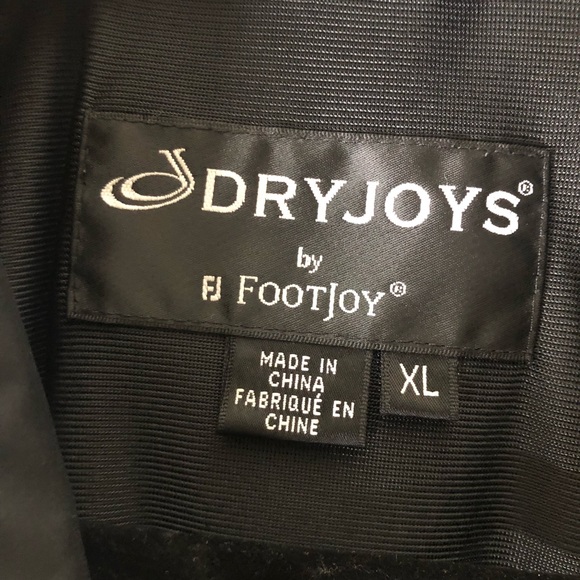 DRYJOYS®
by
FJ FOOTJOY®
MADE IN
CHINA
FABRIQUÉ EN
CHINE
XL